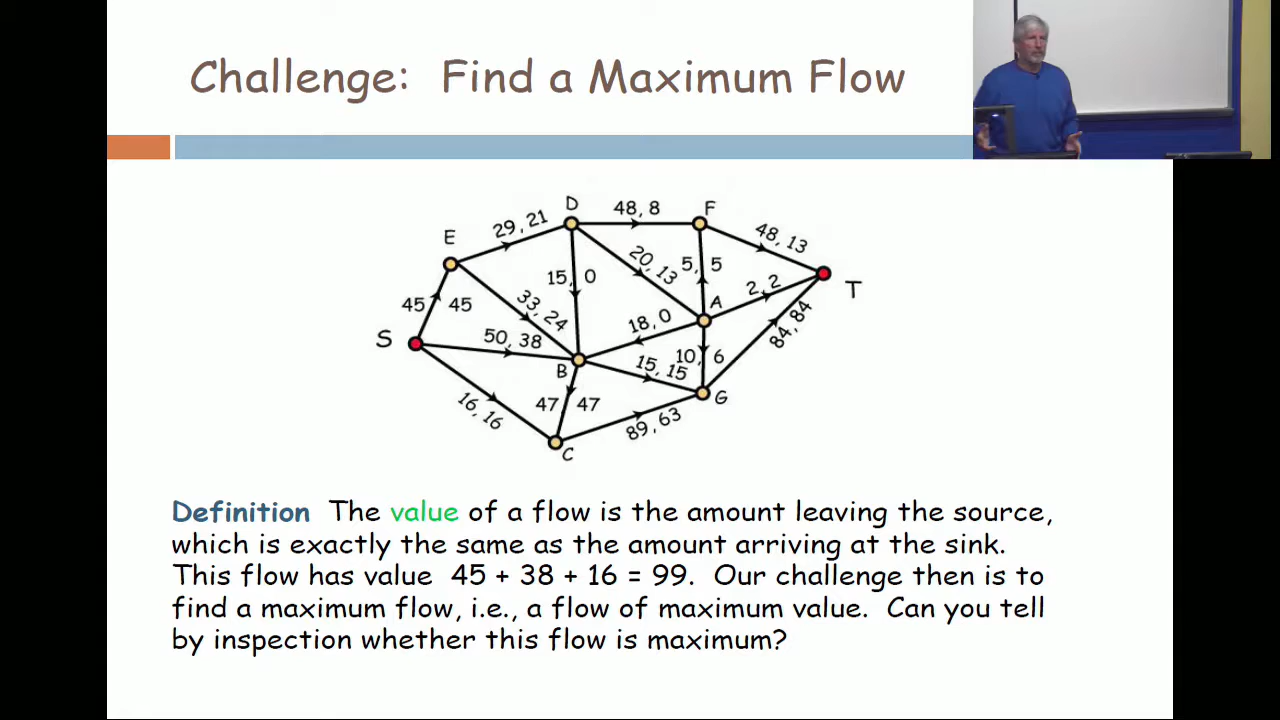 Challenge: Find a Maximum Flow
D
48, 8
F
29, 21
48, 13
E
20, 13
5, 5
15, 0
2, 2
T
A
45 45
33, 24
18, 0
84, 84
S
50, 38
10, 6
15, 15
B
G
16, 16
47 47
89, 63
C
Definition The value of a flow is the amount leaving the source,
which is exactly the same as the amount arriving at the sink.
This flow has value 45 + 38 + 16 = 99. Our challenge then is to
find a maximum flow, i.e., a flow of maximum value. Can you tell
by inspection whether this flow is maximum?